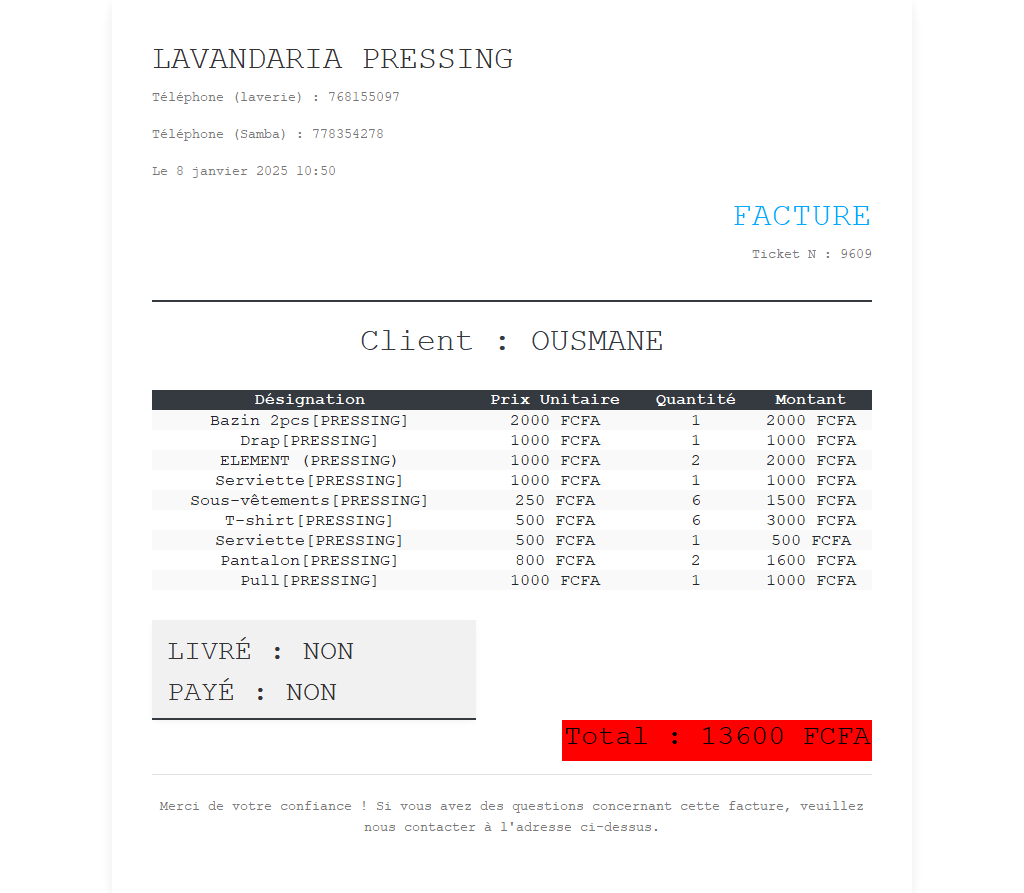 LAVANDARIA PRESSING
Téléphone (laverie) : 768155097
Téléphone (Samba) : 778354278
Le 8 janvier 2025 10:50
FACTURE
Ticket N : 9609
Client : OUSMANE
Désignation Prix Unitaire Quantité Montant
Bazin 2pcs[PRESSING] 2000 FCFA 1 2000 FCFA
Drap[PRESSING] 1000 FCFA 1 1000 FCFA
ELEMENT (PRESSING) 1000 FCFA 2 2000 FCFA
Serviette[PRESSING] 1000 FCFA 1 1000 FCFA
Sous-vêtements[PRESSING] 250 FCFA 6 1500 FCFA
T-shirt[PRESSING] 500 FCFA 6 3000 FCFA
Serviette[PRESSING] 500 FCFA 1 500 FCFA
Pantalon[PRESSING] 800 FCFA 2 1600 FCFA
Pull[PRESSING] 1000 FCFA 1 1000 FCFA
LIVRÉ : NON
PAYÉ : NON
Total : 13600 FCFA
Merci de votre confiance ! Si vous avez des questions concernant cette facture, veuillez
nous contacter à l'adresse ci-dessus.